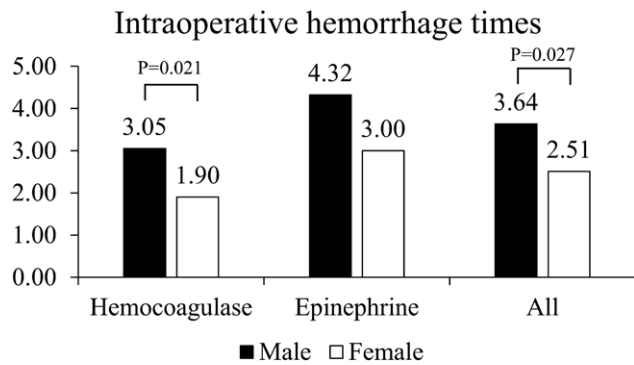 Intraoperative hemorrhage times
5.00
4.00
3.00
2.00
1.00
0.00
P=0.021
3.05
1.90
4.32
3.00
P=0.027
3.64
2.51
Hemocoagulase Epinephrine All
Male Female